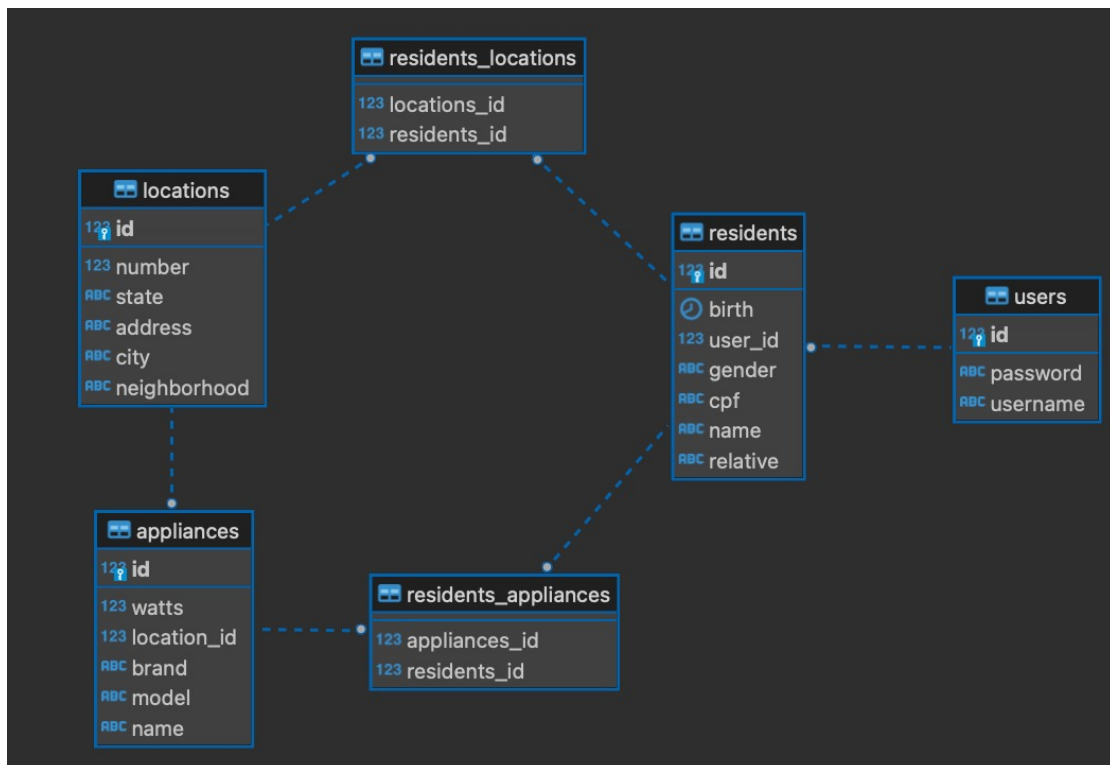 residents_locations
123 locations_id
123 residents_id
locations
123 id
123 number
ABC state
ABC address
ABC city
ABC neighborhood
residents
123 id
birth
123 user_id
ABC gender
ABC cpf
ABC name
ABC relative
users
123 id
ABC password
ABC username
appliances
123 id
123 watts
123 location_id
ABC brand
ABC model
ABC name
residents_appliances
123 appliances_id
123 residents_id